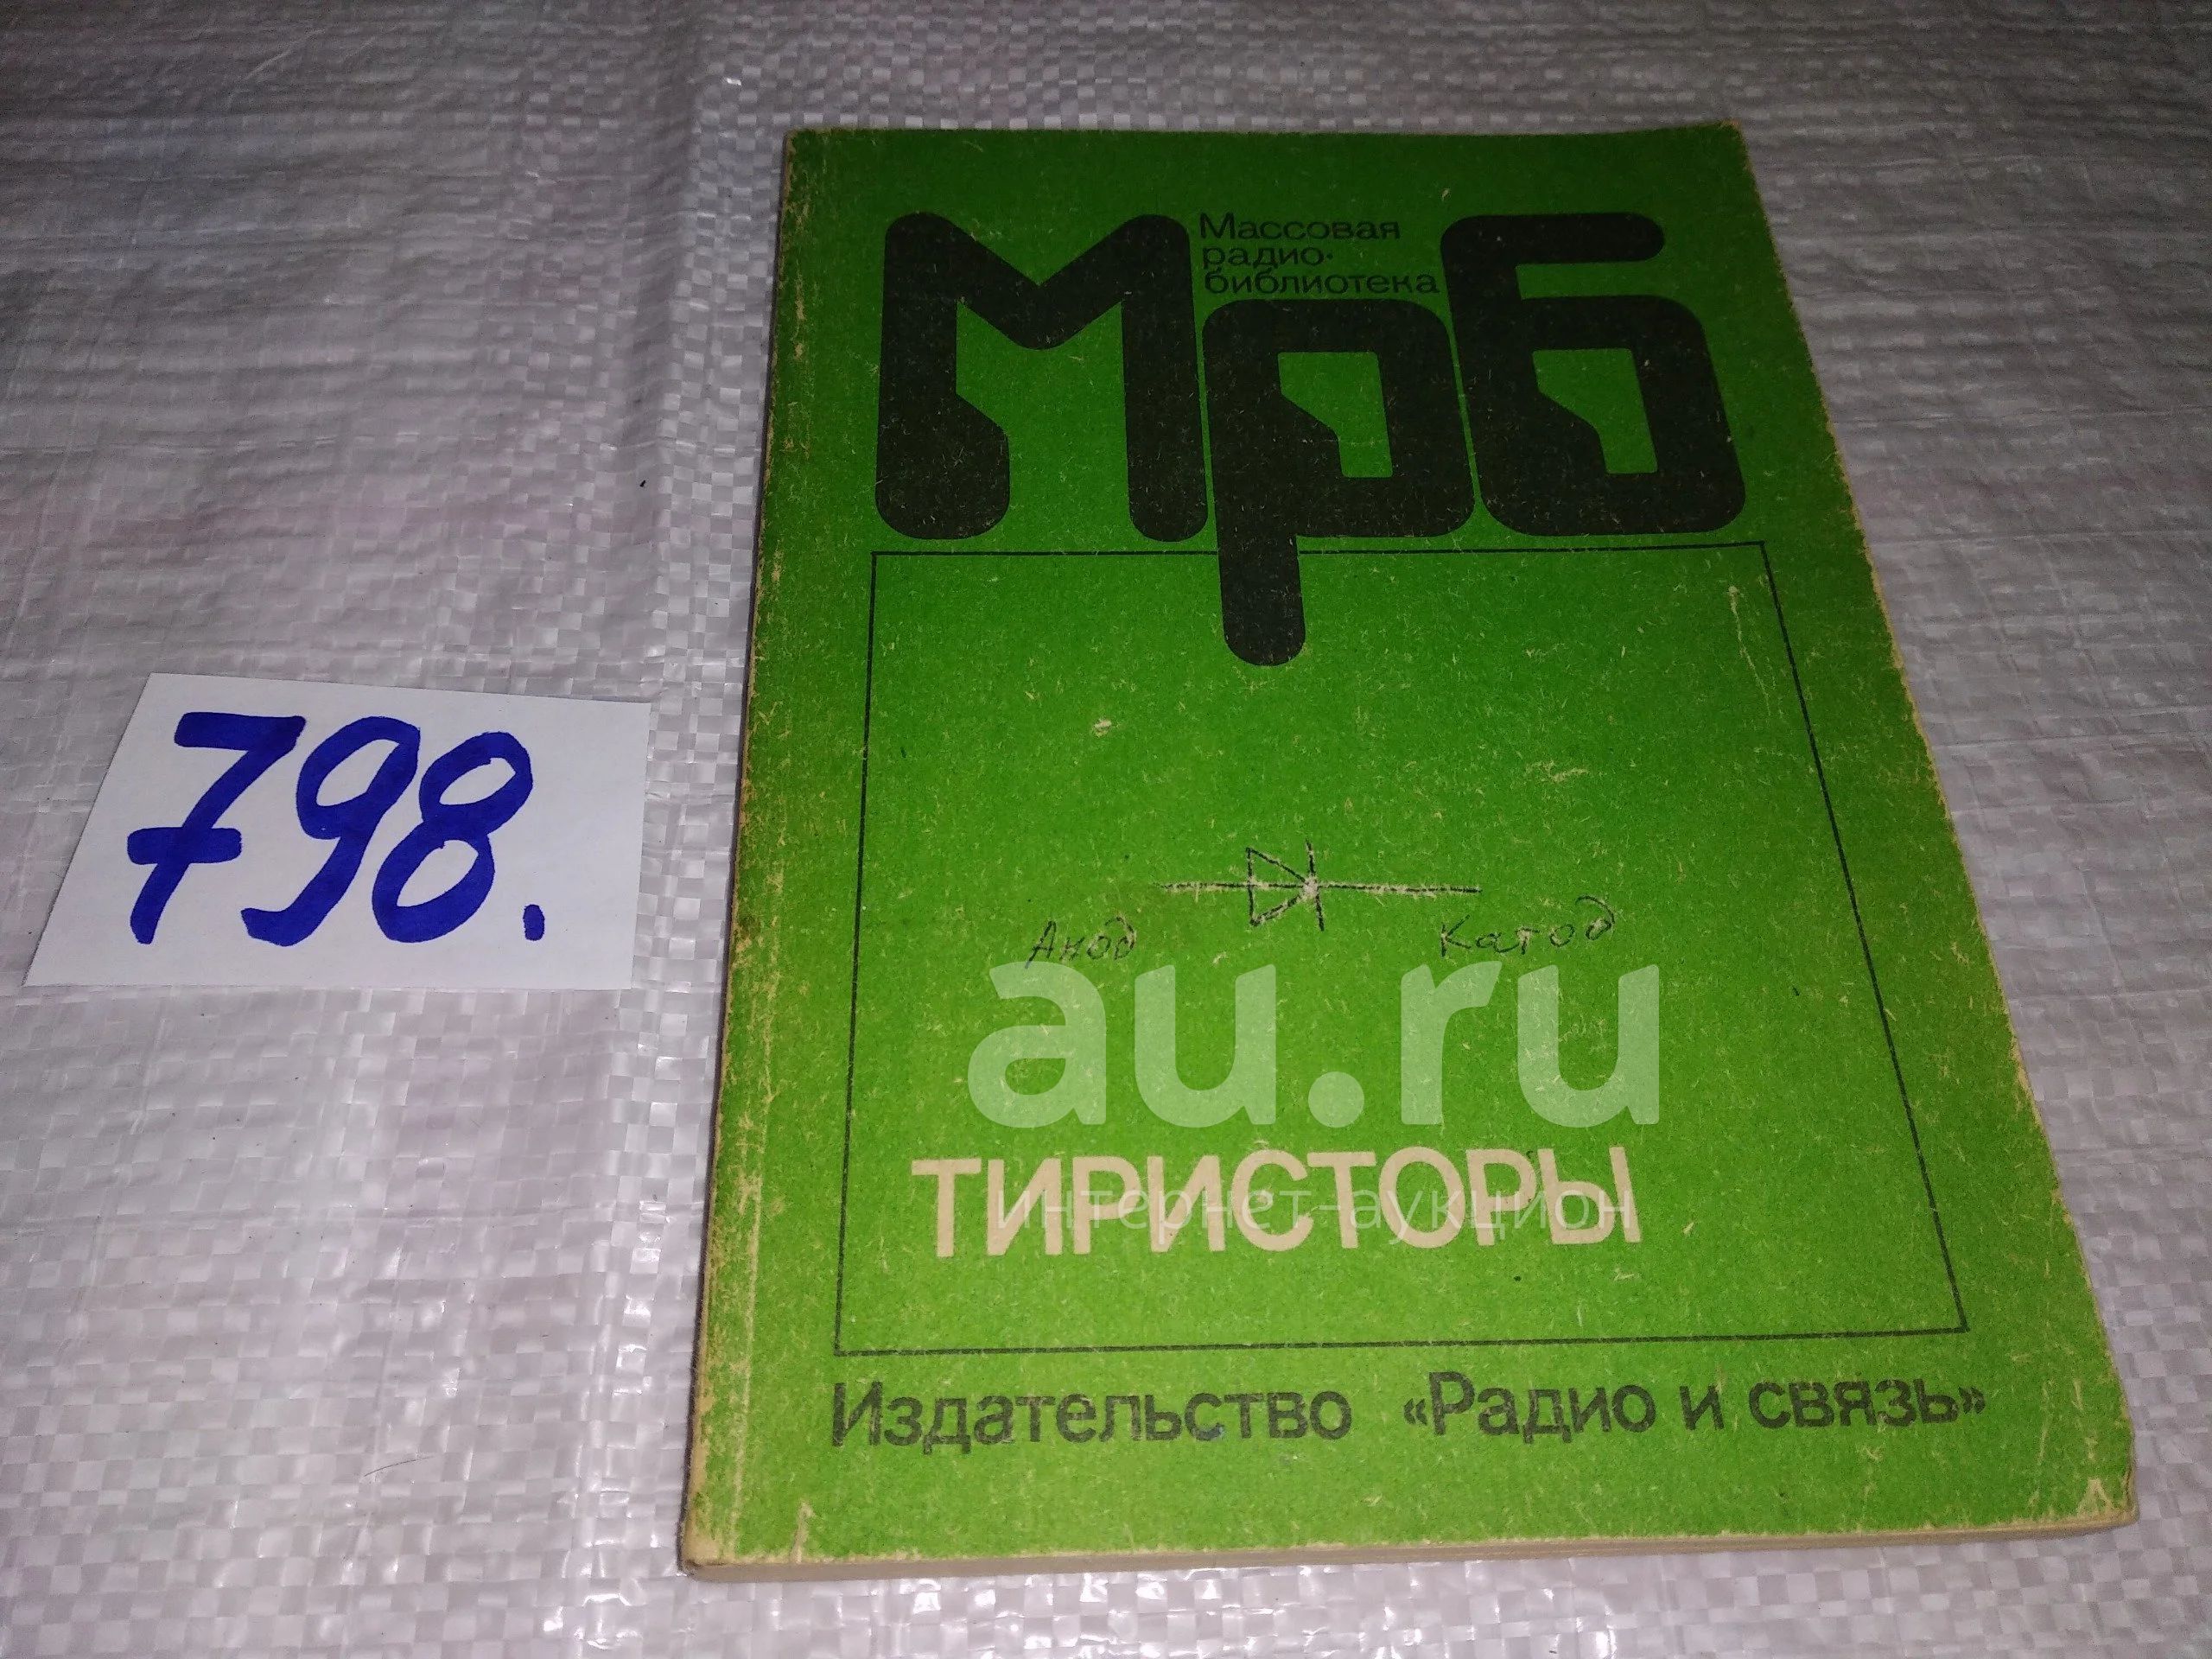 798.
Массовая
радио-
библиотека
Мрб
Анод
Катод
au.ru
ТИРИСТОРЫ
интернет-аукцион
Издательство «Радио и связь»